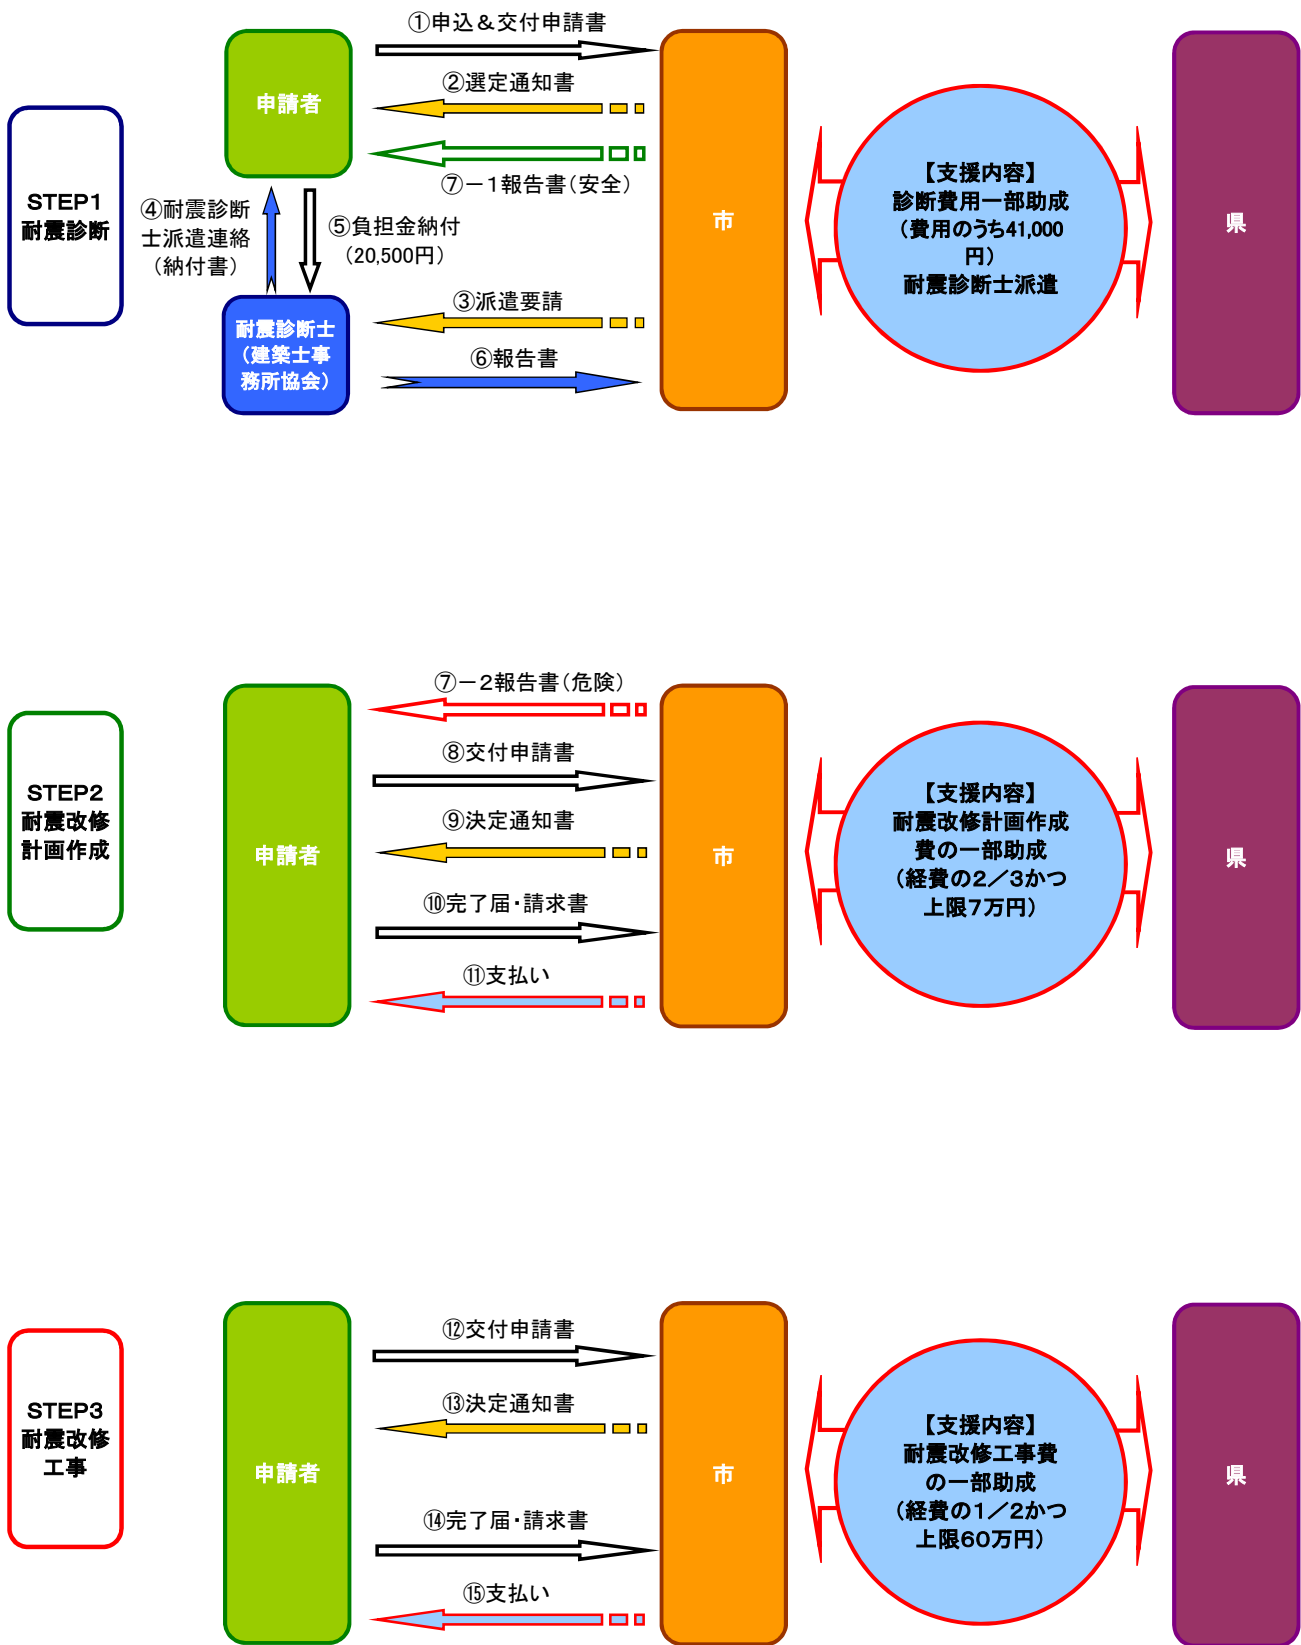 STEP1
耐震診断
申請者
①申込＆交付申請書
②選定通知書
⑦－１報告書（安全）
④耐震診断
士派遣連絡
（納付書）
⑤負担金納付
（20,500円）
耐震診断士
（建築士事
務所協会）
③派遣要請
⑥報告書
市
【支援内容】
診断費用一部助成
（費用のうち41,000
円）
耐震診断士派遣
県
STEP2
耐震改修
計画作成
申請者
⑦－２報告書（危険）
⑧交付申請書
⑨決定通知書
⑩完了届・請求書
⑪支払い
市
【支援内容】
耐震改修計画作成
費の一部助成
（経費の２／３かつ
上限７万円）
県
STEP3
耐震改修
工事
申請者
⑫交付申請書
⑬決定通知書
⑭完了届・請求書
⑮支払い
市
【支援内容】
耐震改修工事費
の一部助成
（経費の１／２かつ
上限６０万円）
県